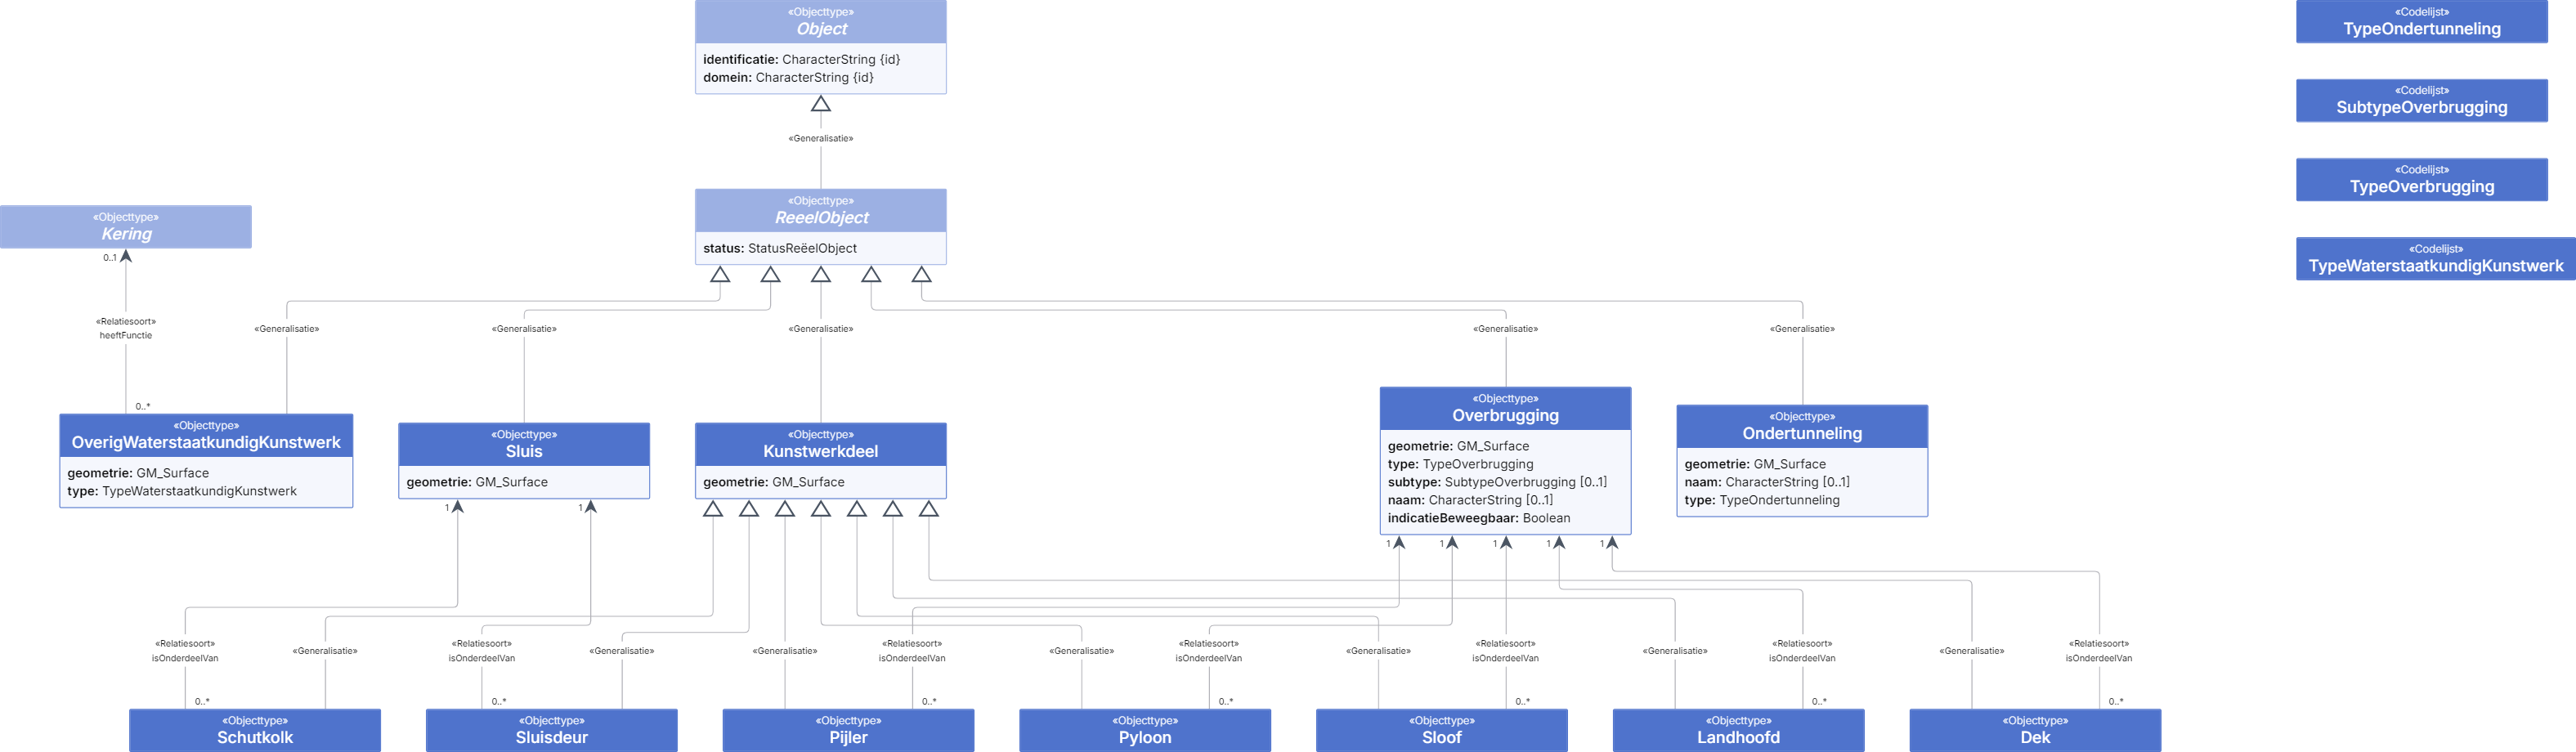 «Objecttype»
Object
identificatie: CharacterString {id}
domein: CharacterString {id}
«Codelijst»
TypeOndertunneling
«Codelijst»
SubtypeOverbrugging
«Codelijst»
TypeOverbrugging
«Codelijst»
TypeWaterstaatkundigKunstwerk
«Generalisatie»
«Objecttype»
ReeelObject
status: StatusReëelObject
«Objecttype»
Kering
0..1
«Relatiesoort»
heeftFunctie
0..*
«Generalisatie»
«Generalisatie»
«Generalisatie»
«Generalisatie»
«Generalisatie»
«Objecttype»
OverigWaterstaatkundigKunstwerk
geometrie: GM_Surface
type: TypeWaterstaatkundigKunstwerk
«Objecttype»
Sluis
geometrie: GM_Surface
«Objecttype»
Kunstwerkdeel
geometrie: GM_Surface
«Objecttype»
Overbrugging
geometrie: GM_Surface
type: TypeOverbrugging
subtype: SubtypeOverbrugging [0..1]
naam: CharacterString [0..1]
indicatieBeweegbaar: Boolean
«Objecttype»
Ondertunneling
geometrie: GM_Surface
naam: CharacterString [0..1]
type: TypeOndertunneling
1
1
1
1
1
1
1
«Relatiesoort»
isOnderdeelVan
0..*
«Generalisatie»
«Relatiesoort»
isOnderdeelVan
0..*
«Generalisatie»
«Generalisatie»
«Relatiesoort»
isOnderdeelVan
0..*
«Generalisatie»
«Relatiesoort»
isOnderdeelVan
0..*
«Generalisatie»
«Relatiesoort»
isOnderdeelVan
0..*
«Generalisatie»
«Relatiesoort»
isOnderdeelVan
0..*
«Generalisatie»
«Relatiesoort»
isOnderdeelVan
0..*
«Objecttype»
Schutkolk
«Objecttype»
Sluisdeur
«Objecttype»
Pijler
«Objecttype»
Pyloon
«Objecttype»
Sloof
«Objecttype»
Landhoofd
«Objecttype»
Dek